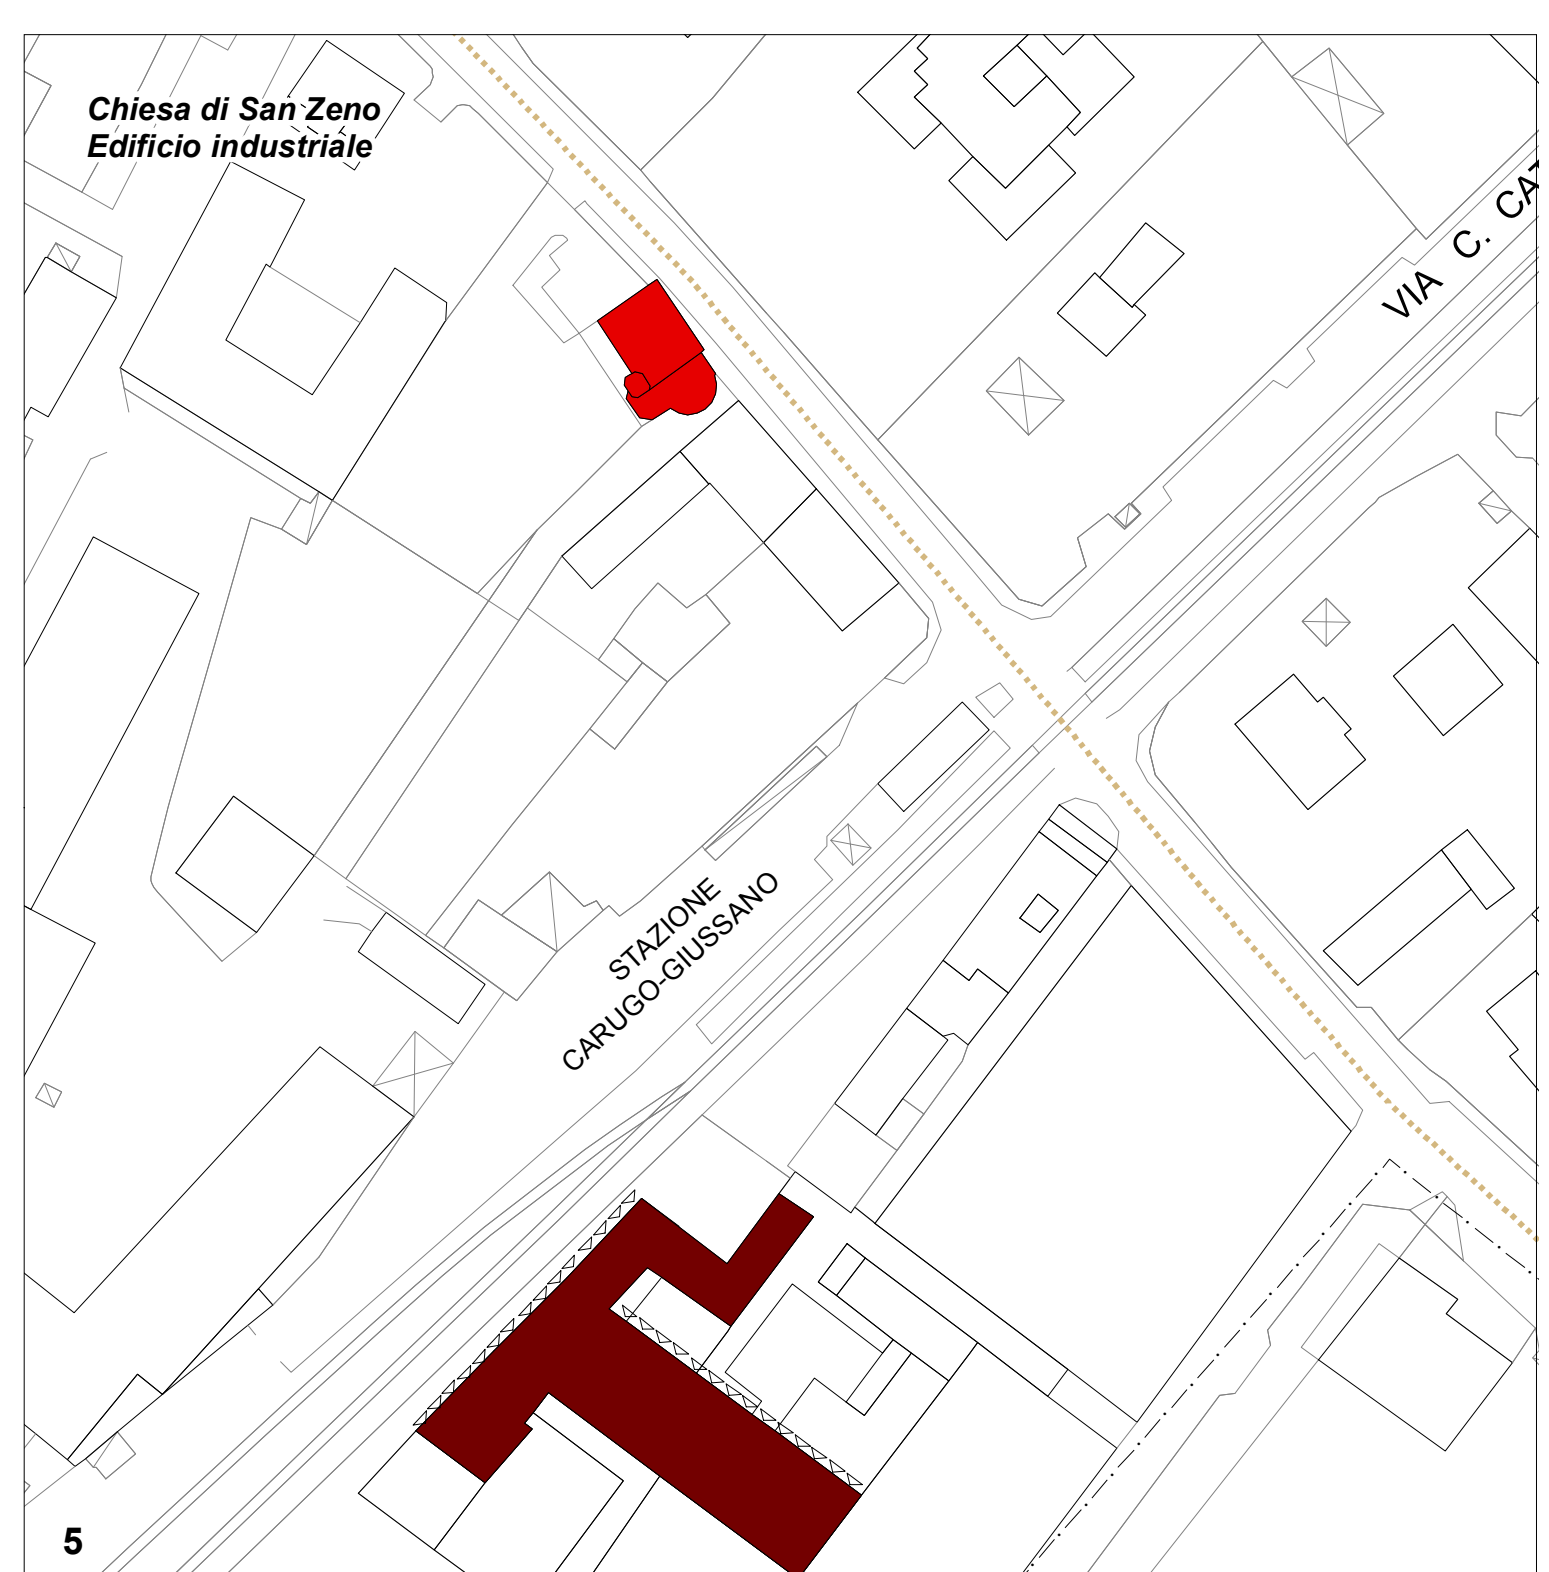 Chiesa di San Zeno
Edificio industriale
VIA C.
STAZIONE
CARUGO-GIUSSANO
5